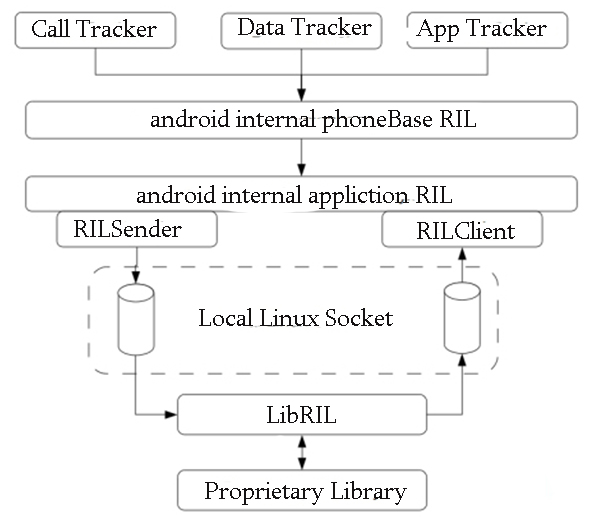 Call Tracker
Data Tracker
App Tracker
android internal phoneBase RIL
android internal appliction RIL
RILSender
RILClient
Local Linux Socket
LibRIL
Proprietary Library